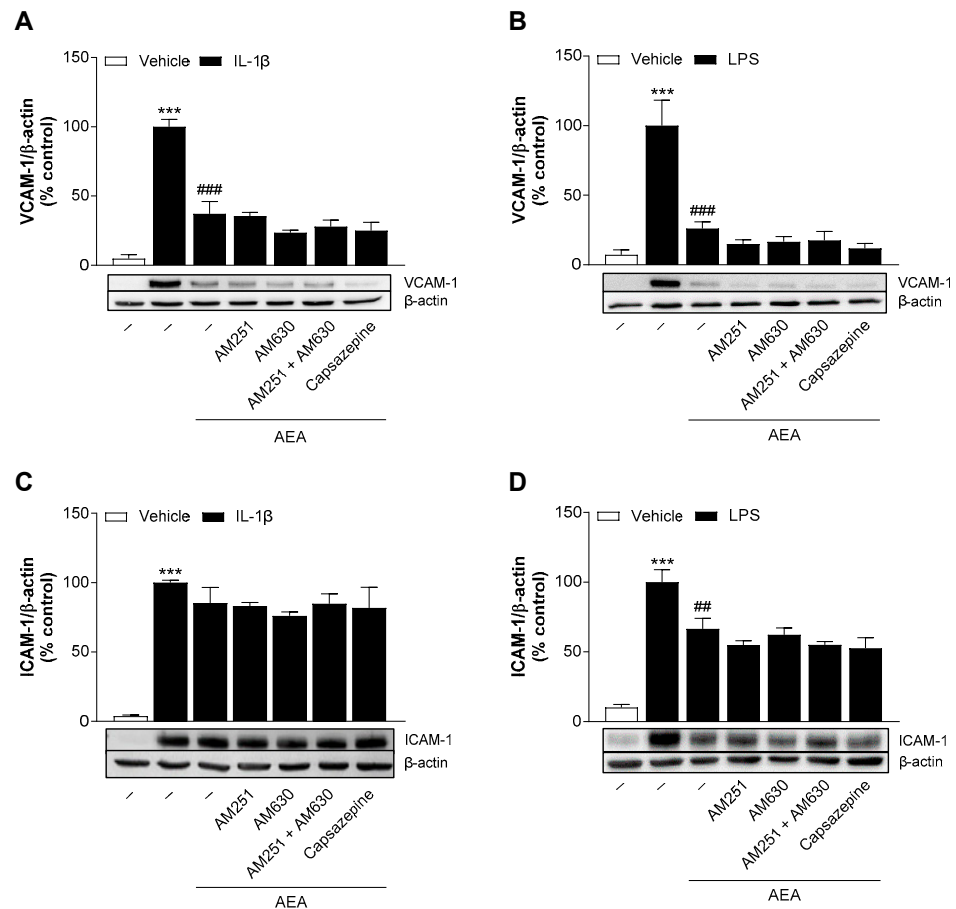 A
VCAM-1/β-actin
(% control)
150
100
50
0
Vehicle IL-1β
***
###
VCAM-1
β-actin
– – – AM251 AM630 AM251 + AM630 Capsazepine
AEA
B
VCAM-1/β-actin
(% control)
150
100
50
0
Vehicle LPS
***
###
VCAM-1
β-actin
– – – AM251 AM630 AM251 + AM630 Capsazepine
AEA
C
ICAM-1/β-actin
(% control)
150
100
50
0
Vehicle IL-1β
***
ICAM-1
β-actin
– – – AM251 AM630 AM251 + AM630 Capsazepine
AEA
D
ICAM-1/β-actin
(% control)
150
100
50
0
Vehicle LPS
***
##
ICAM-1
β-actin
– – – AM251 AM630 AM251 + AM630 Capsazepine
AEA